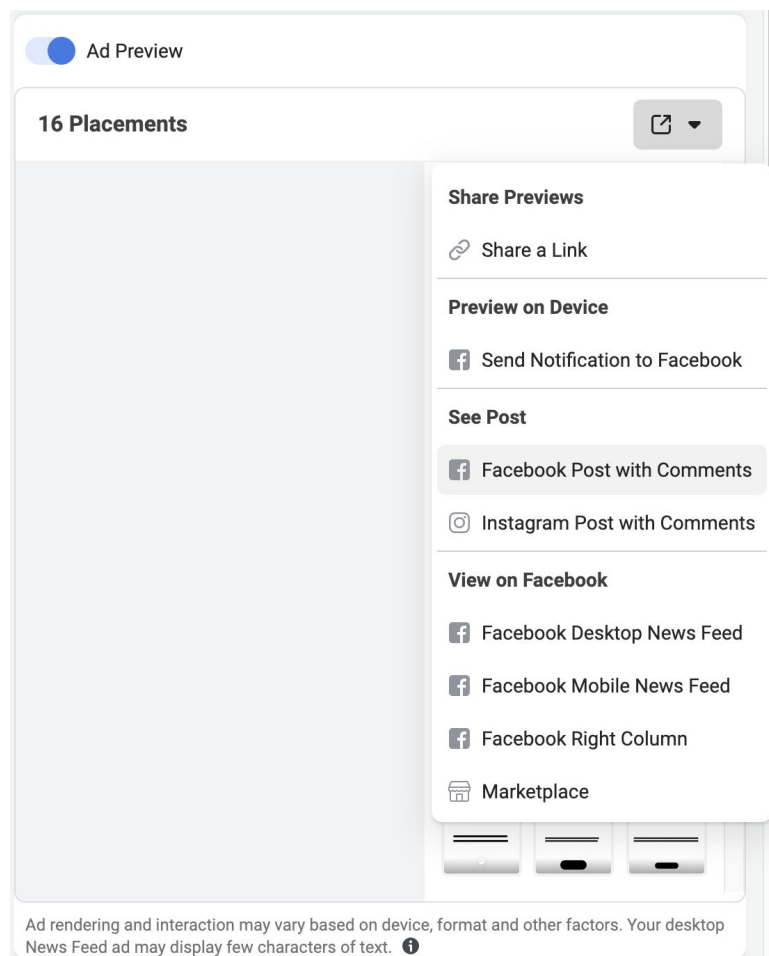 Ad Preview
16 Placements
Share Previews
Share a Link
Preview on Device
Send Notification to Facebook
See Post
Facebook Post with Comments
Instagram Post with Comments
View on Facebook
Facebook Desktop News Feed
Facebook Mobile News Feed
Facebook Right Column
Marketplace
Ad rendering and interaction may vary based on device, format and other factors. Your desktop
News Feed ad may display few characters of text.